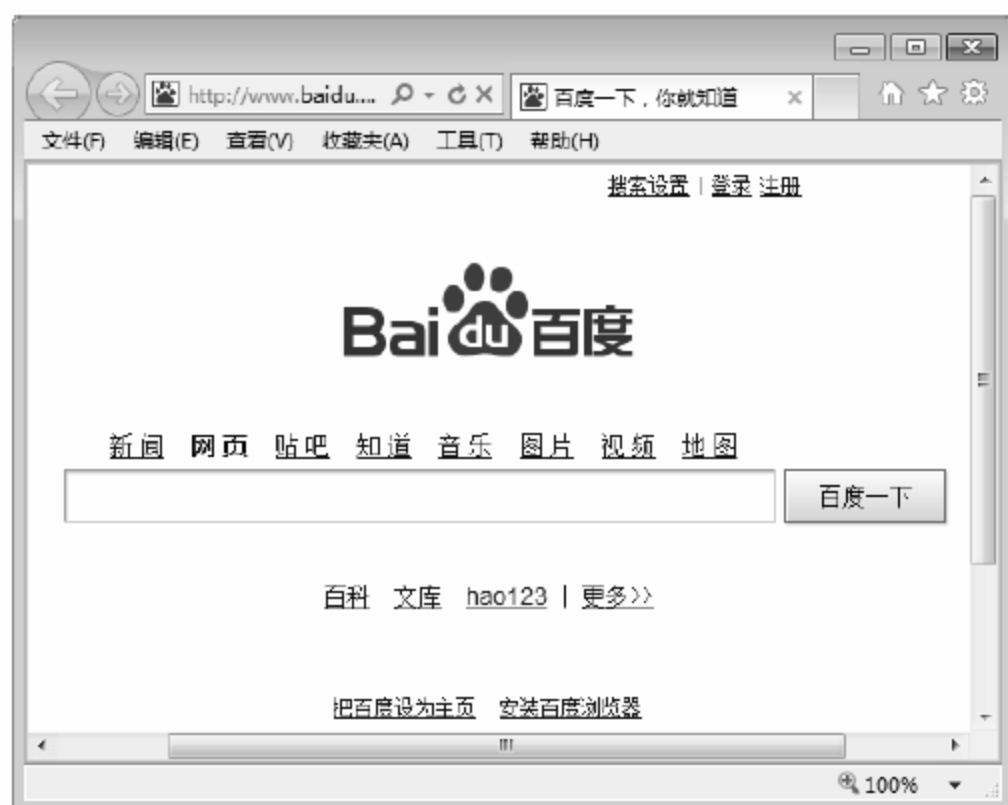 http://www.baidu.... 百度一下，你就知道
文件(F) 编辑(E) 查看(V) 收藏夹(A) 工具(T) 帮助(H)
搜索设置 | 登录 注册
Bai du 百度
新闻 网页 贴吧 知道 音乐 图片 视频 地图
百度一下
百科 文库 hao123 | 更多>>
把百度设为主页 安装百度浏览器
100%